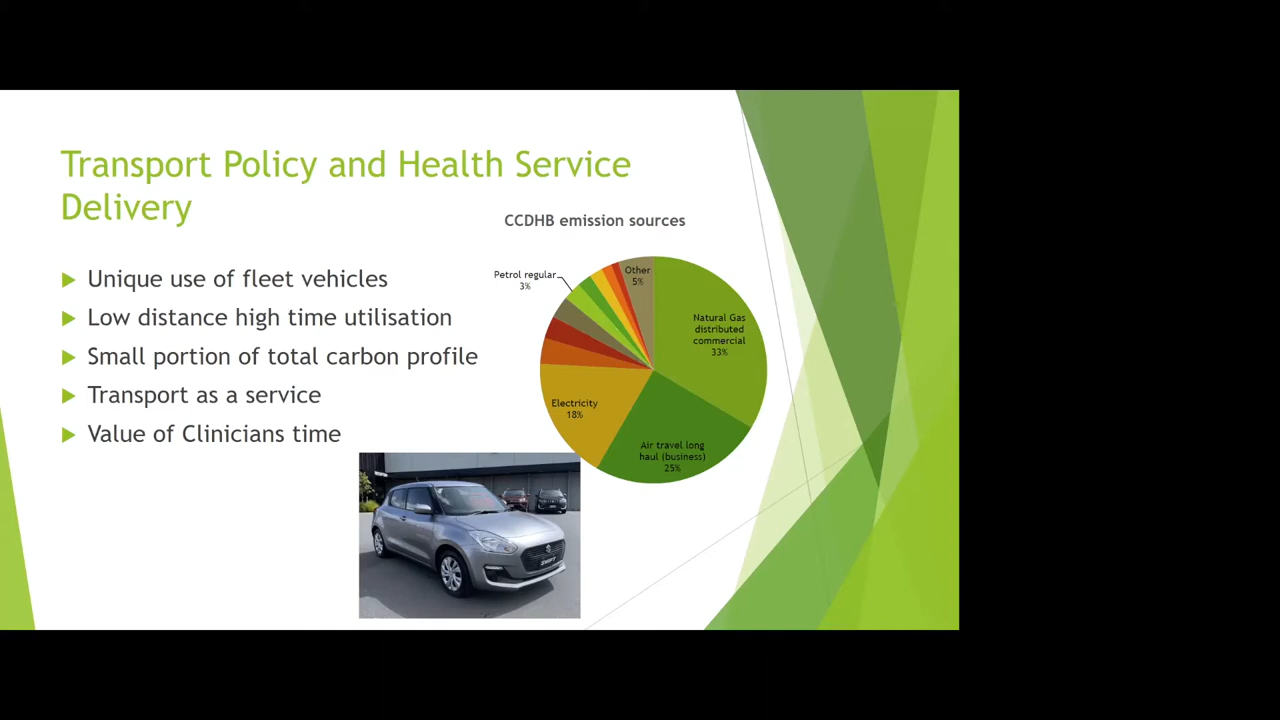 Transport Policy and Health Service
Delivery
CCDHB emission sources
Unique use of fleet vehicles
Low distance high time utilisation
Small portion of total carbon profile
Transport as a service
Value of Clinicians time
Petrol regular
3%
Other
5%
Natural Gas
distributed
commercial
33%
Electricity
18%
Air travel long
haul (business)
25%
SWIFT